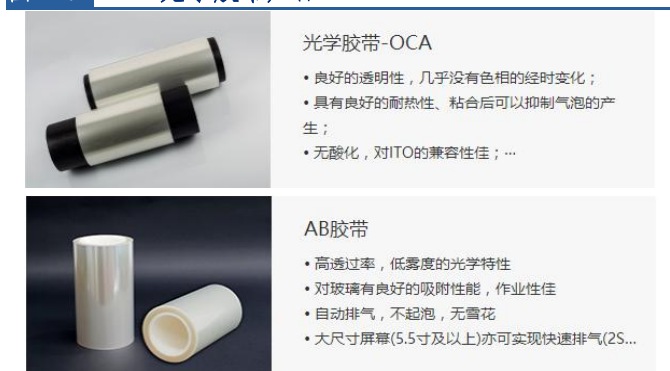 光学胶带-OCA
• 良好的透明性，几乎没有色相的经时变化；
• 具有良好的耐热性、粘合后可以抑制气泡的产
生；
• 无酸化，对ITO的兼容性佳；…
AB胶带
• 高透过率，低雾度的光学特性
• 对玻璃有良好的吸附性能，作业性佳
• 自动排气，不起泡，无雪花
• 大尺寸屏幕(5.5寸及以上)亦可实现快速排气(2S...